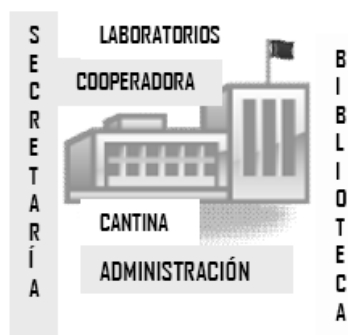 SECRETARÍA
LABORATORIOS
COOPERADORA
CANTINA
ADMINISTRACIÓN
BIBLIOTECA